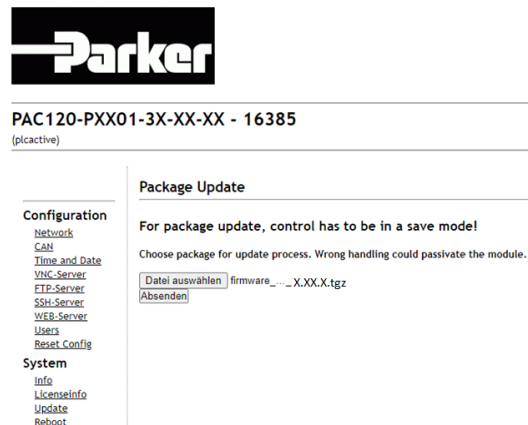 Parker
PAC120-PXX01-3X-XX-XX - 16385
(plcactive)
Package Update
For package update, control has to be in a save mode!
Choose package for update process. Wrong handling could passivate the module.
Datei auswählen firmware_..._X.XX.X.tgz
Absenden
Configuration
Network
CAN
Time and Date
VNC-Server
FTP-Server
SSH-Server
WEB-Server
Users
Reset Config
System
Info
Licenseinfo
Update
Reboot